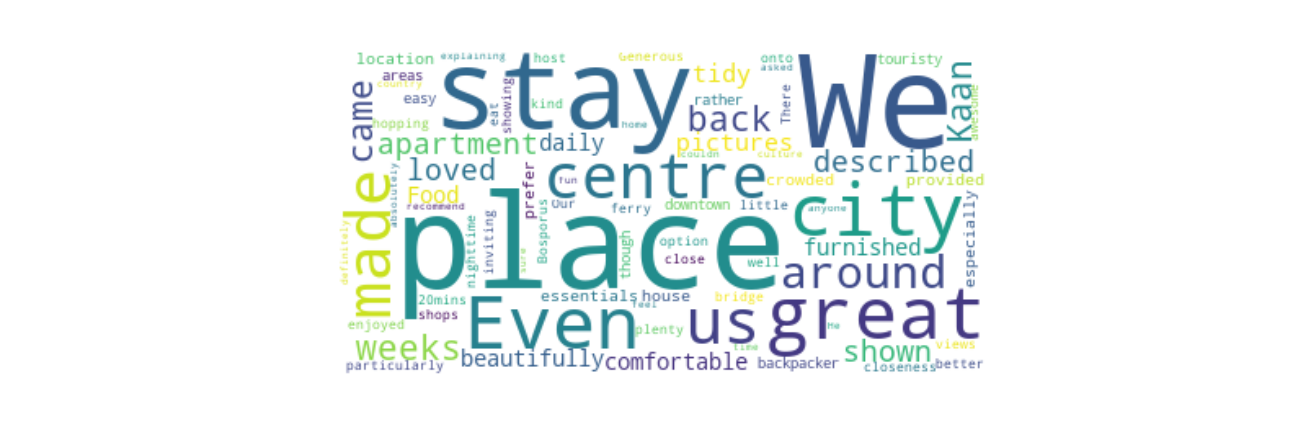 location
explaining
host
Generous
onto
touristy
areas
country
stay
tidy
asked
We
Kaan
easy
eat
showing
kind
rather
There
awesome
came
hopping
home
back
apartment
daily
pictures
described
loved
couldn
culture
centre
crowded
provided
absolutely
made
Food
recommend
prefer
fun
Our
ferry
downtown
little
anyone
city
especially
definitely
nighttime
inviting
sure
Bosporus
place
though
option
close
well
furnished
around
20mins
shops
essentials
house
feel
bridge
great
enjoyed
Even
plenty
us
He
weeks
time
shown
views
particularly
beautifully
comfortable
backpacker
closeness
better